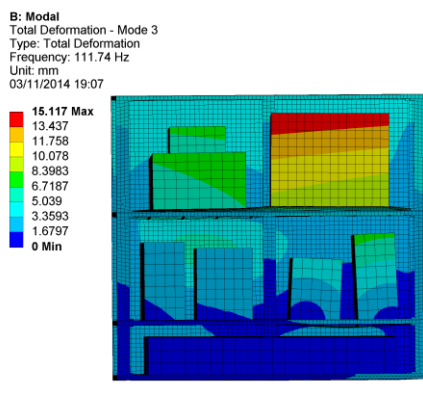 B: Modal
Total Deformation - Mode 3
Type: Total Deformation
Frequency: 111.74 Hz
Unit: mm
03/11/2014 19:07
15.117 Max
13.437
11.758
10.078
8.3983
6.7187
5.039
3.3593
1.6797
0 Min